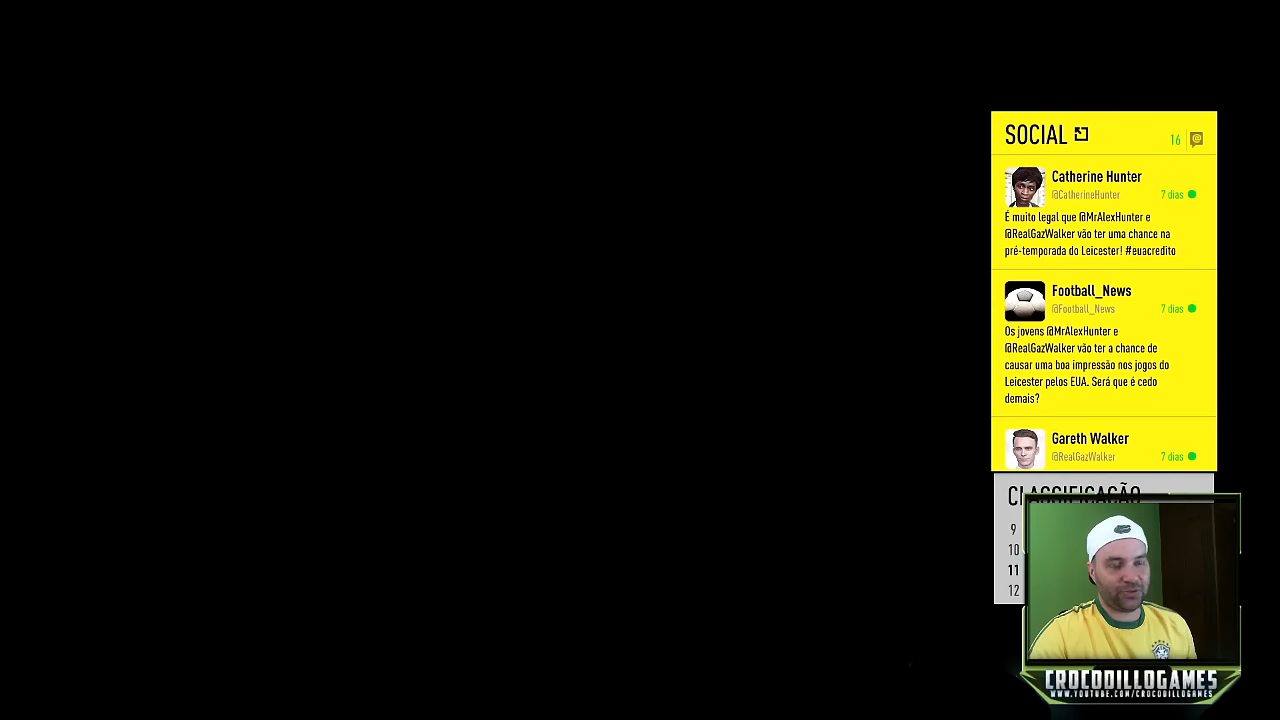 SOCIAL
16
Catherine Hunter
@CatherineHunter
7 dias
É muito legal que @MrAlexHunter e
@RealGazWalker vão ter uma chance na
pré-temporada do Leicester! #euacredito
Football_News
@Football_News
7 dias
Os jovens @MrAlexHunter e
@RealGazWalker vão ter a chance de
causar uma boa impressão nos jogos do
Leicester pelos EUA. Será que é cedo
demais?
Gareth Walker
@RealGazWalker
7 dias
CLASSIFICAÇÃO
9
10
11
12
CROCODILLOGAMES
WWW.YOUTUBE.COM/CROCODILLOGAMES